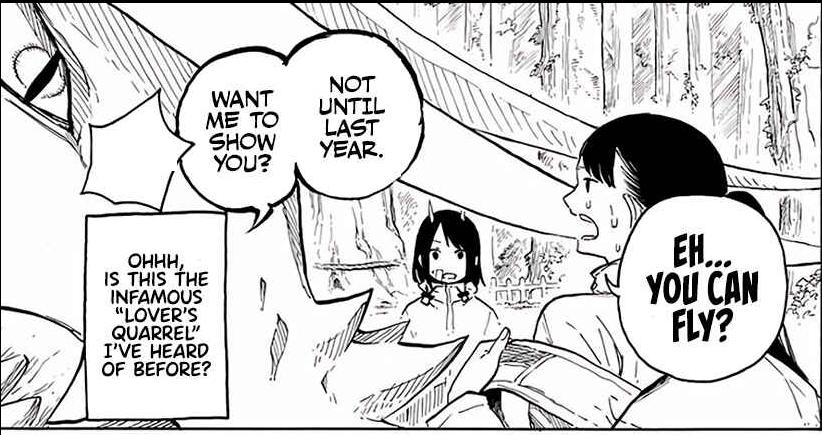 EH...
YOU CAN
FLY?
NOT
UNTIL
LAST
YEAR.
WANT
ME TO
SHOW
YOU?
OHHH,
IS THIS THE
INFAMOUS
"LOVER'S
QUARREL"
I'VE HEARD
OF BEFORE?